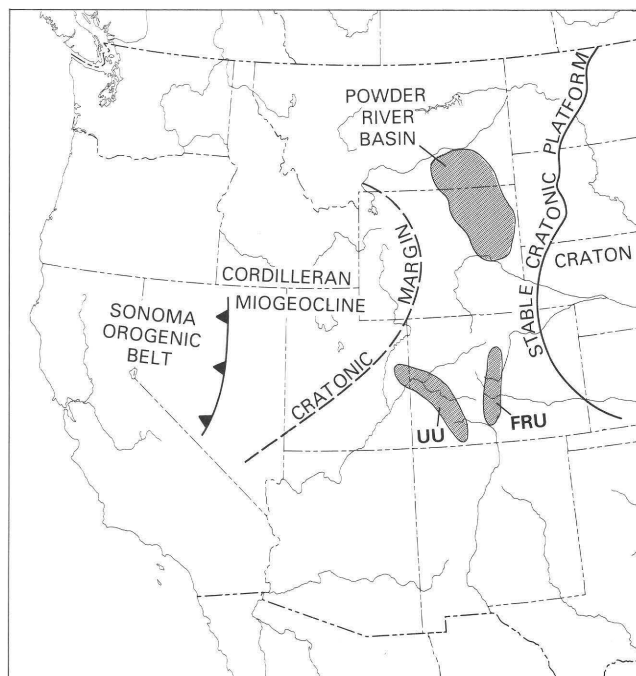 POWDER
RIVER
BASIN
STABLE CRATONIC PLATFORM
CRATON
MARGIN
CRATONIC
CORDILLERAN
MIOGEOCLINE
SONOMA
OROGENIC
BELT
UU
FRU